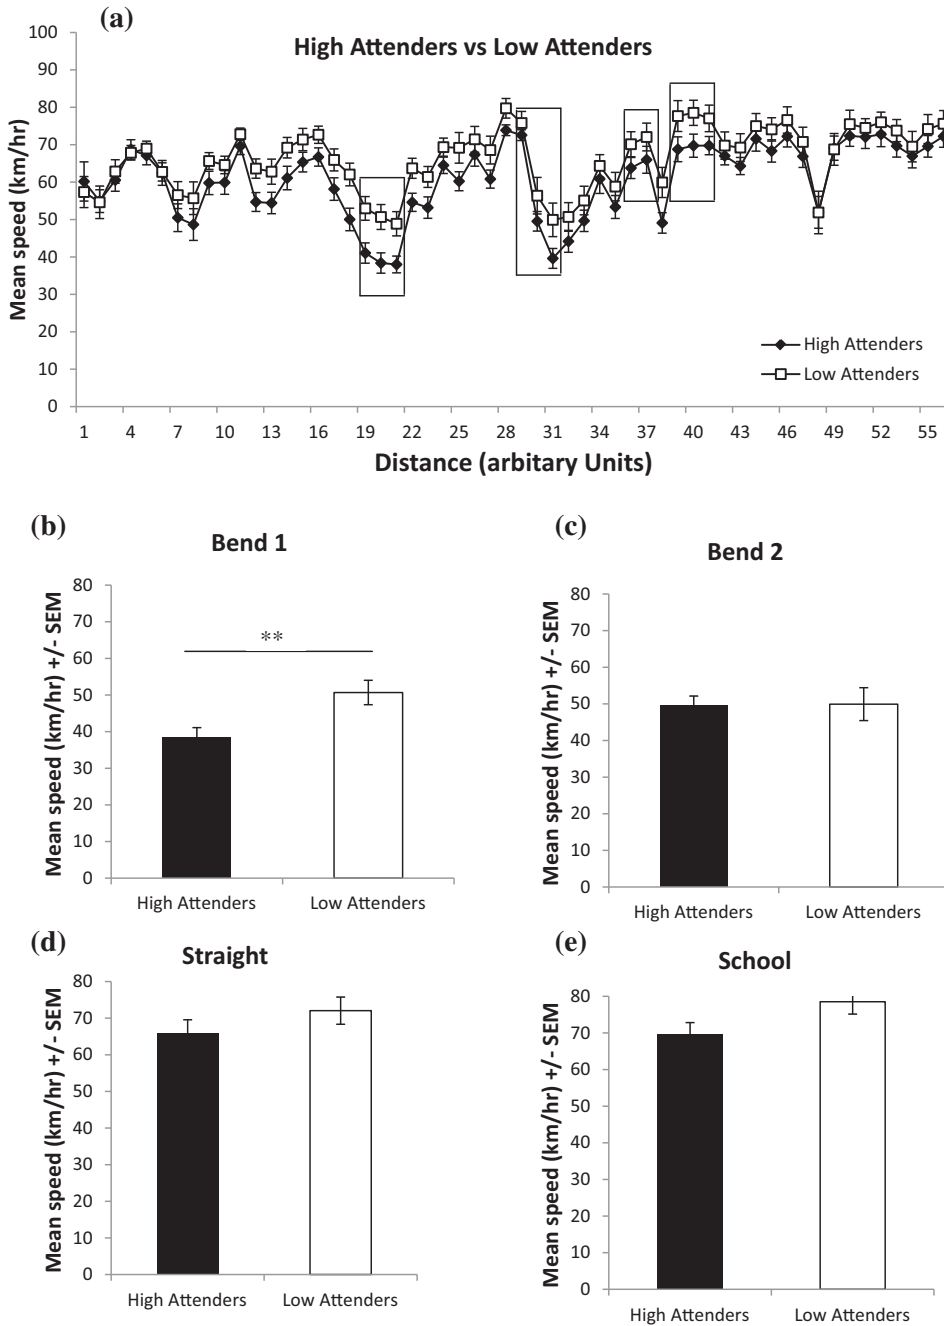 (a)
High Attenders vs Low Attenders
Mean speed (km/hr)
100
90
80
70
60
50
40
30
20
10
0
High Attenders
Low Attenders
1 4 7 10 13 16 19 22 25 28 31 34 37 40 43 46 49 52 55
Distance (arbitary Units)
(b)
Bend 1
Mean speed (km/hr) +/- SEM
80
70
60
50
40
30
20
10
0
**
High Attenders Low Attenders
(c)
Bend 2
Mean speed (km/hr) +/- SEM
80
70
60
50
40
30
20
10
0
High Attenders Low Attenders
(d)
Straight
Mean speed (km/hr) +/- SEM
80
70
60
50
40
30
20
10
0
High Attenders Low Attenders
(e)
School
Mean speed (km/hr) +/- SEM
80
70
60
50
40
30
20
10
0
High Attenders Low Attenders